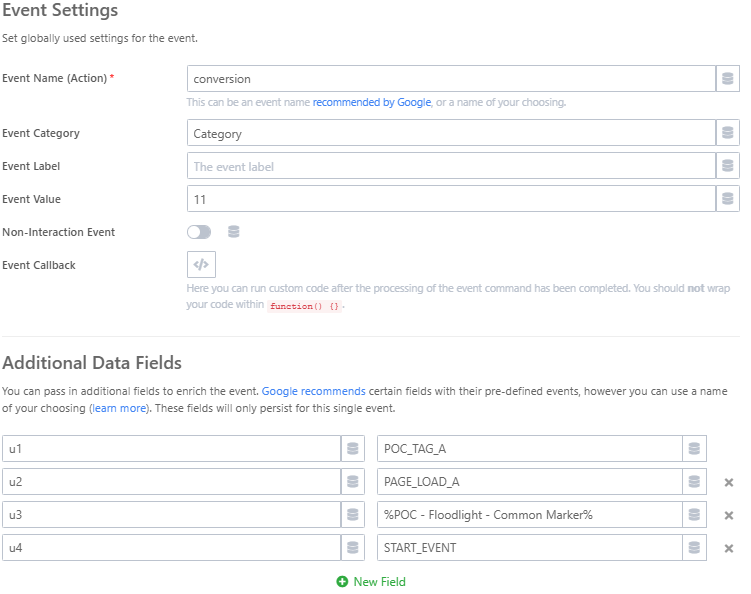 Event Settings
Set globally used settings for the event.
Event Name (Action) * conversion
This can be an event name recommended by Google, or a name of your choosing.
Event Category Category
Event Label The event label
Event Value 11
Non-Interaction Event
Event Callback </>
Here you can run custom code after the processing of the event command has been completed. You should not wrap
your code within function() {} .
Additional Data Fields
You can pass in additional fields to enrich the event. Google recommends certain fields with their pre-defined events, however you can use a name
of your choosing (learn more). These fields will only persist for this single event.
u1 POC_TAG_A
u2 PAGE_LOAD_A
u3 %POC - Floodlight - Common Marker%
u4 START_EVENT
New Field